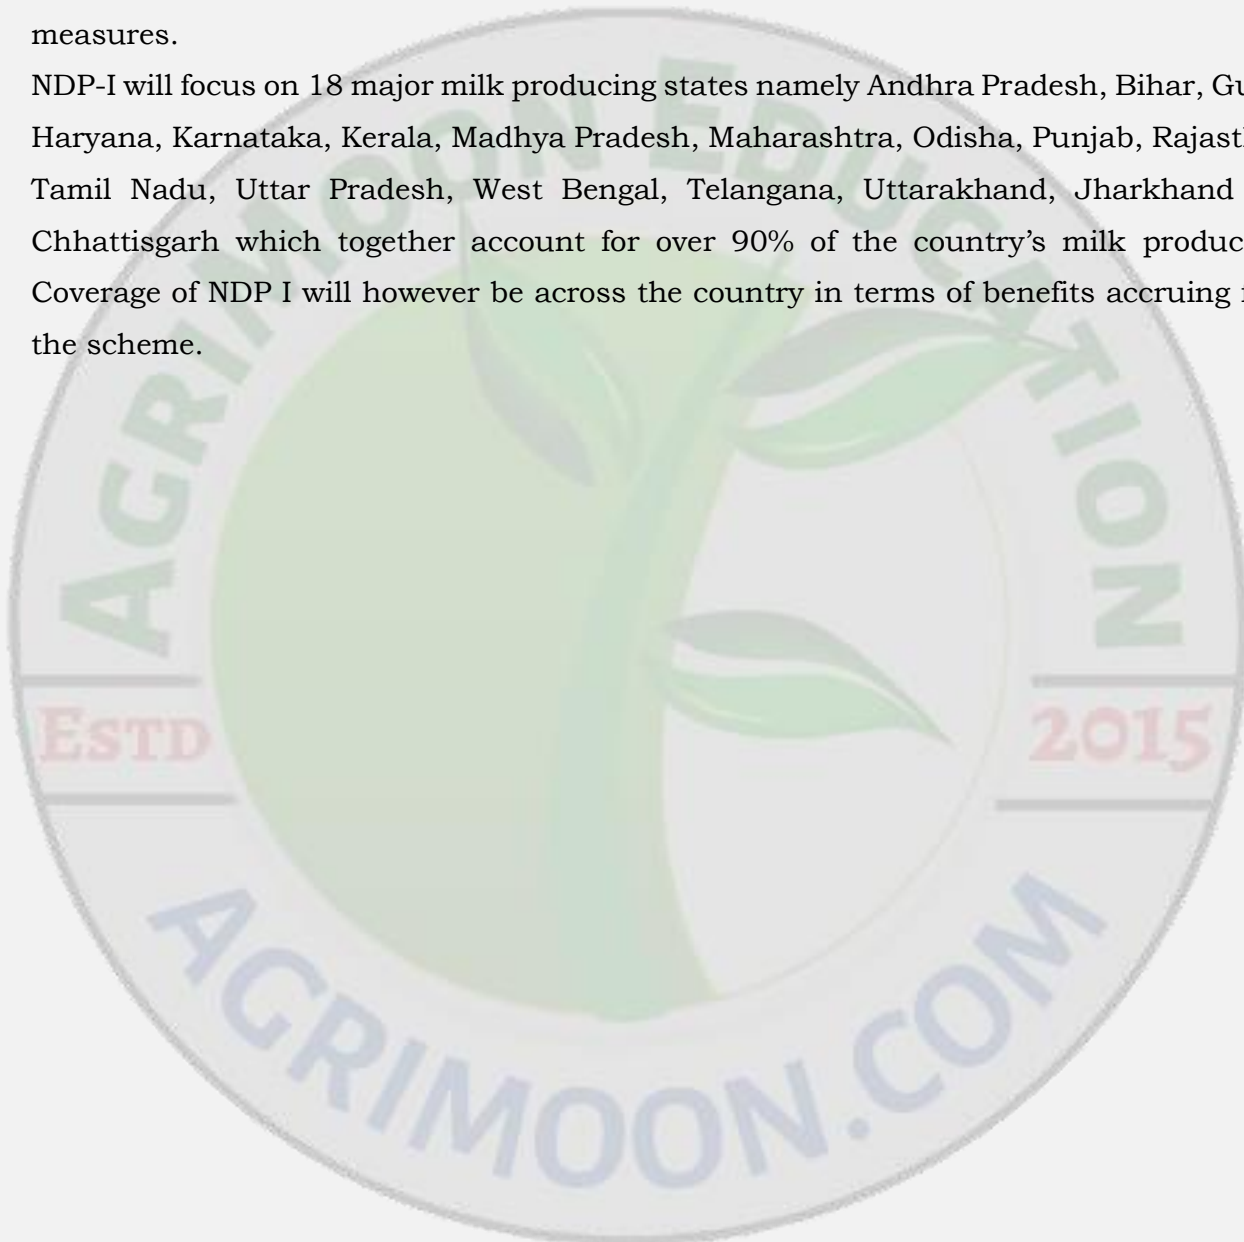 measures.
NDP-I will focus on 18 major milk producing states namely Andhra Pradesh, Bihar, Gu
Haryana, Karnataka, Kerala, Madhya Pradesh, Maharashtra, Odisha, Punjab, Rajast
Tamil Nadu, Uttar Pradesh, West Bengal, Telangana, Uttarakhand, Jharkhand
Chhattisgarh which together account for over 90% of the country's milk produc
Coverage of NDP I will however be across the country in terms of benefits accruing
the scheme.
AGRIMOON EDUCATION
ESTD
2015
AGRIMOON.COM